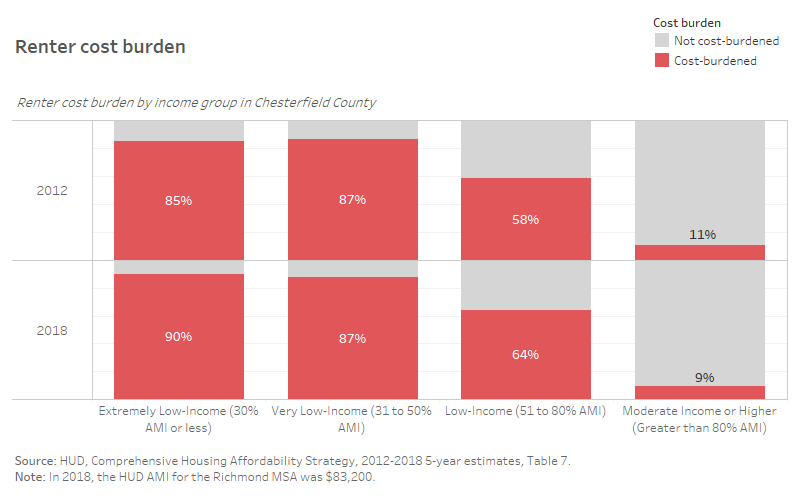 Cost burden
Renter cost burden
Not cost-burdened
Cost-burdened
Renter cost burden by income group in Chesterfield County
2012
85%
87%
58%
11%
2018
90%
87%
64%
9%
Extremely Low-Income (30%
AMI or less)
Very Low-Income (31 to 50%
AMI)
Low-Income (51 to 80% AMI)
Moderate Income or Higher
(Greater than 80% AMI)
Source: HUD, Comprehensive Housing Affordability Strategy, 2012-2018 5-year estimates, Table 7.
Note: In 2018, the HUD AMI for the Richmond MSA was $83,200.